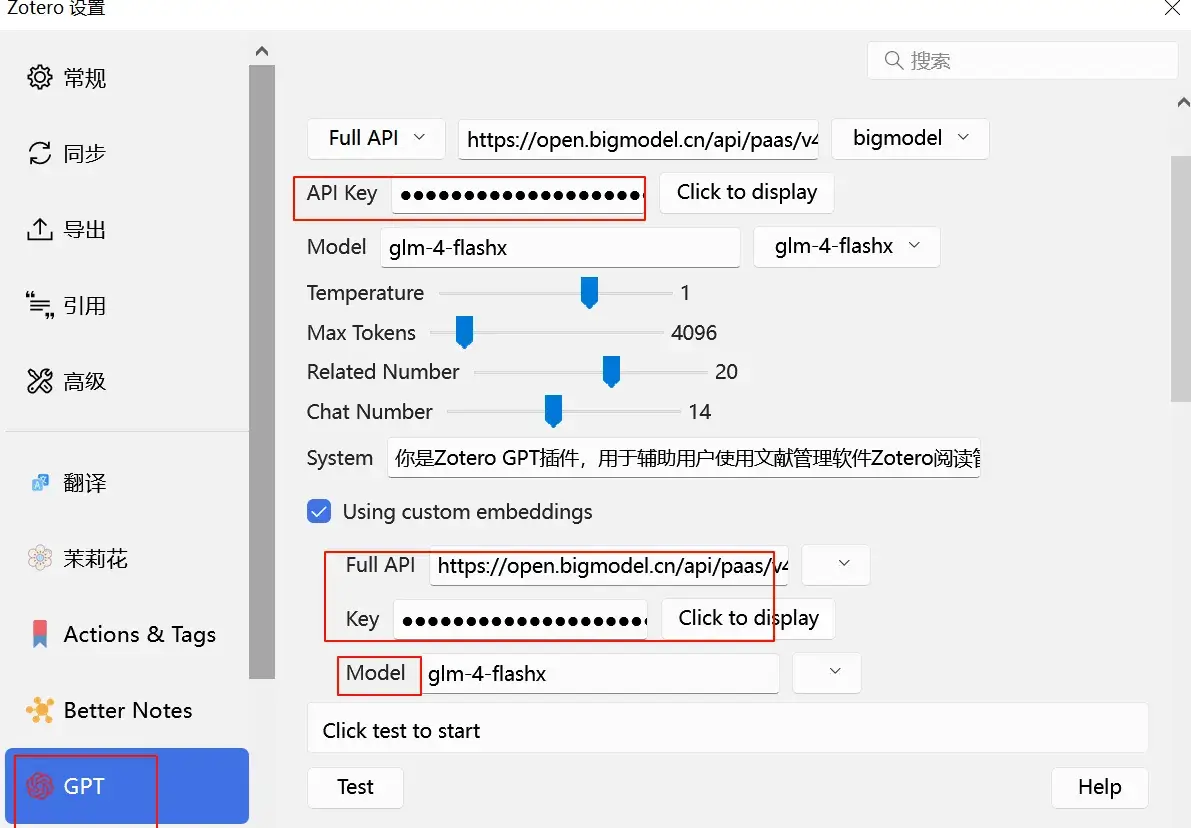 Zotero 设置
搜索
常规
同步
导出
引用
高级
翻译
茉莉花
Actions & Tags
Better Notes
GPT
Full API https://open.bigmodel.cn/api/paas/v4 bigmodel
API Key ●●●●●●●●●●●●●●●●●●● Click to display
Model glm-4-flashx glm-4-flashx
Temperature 1
Max Tokens 4096
Related Number 20
Chat Number 14
System 你是Zotero GPT插件，用于辅助用户使用文献管理软件Zotero阅读
Using custom embeddings
Full API https://open.bigmodel.cn/api/paas/v4
Key ●●●●●●●●●●●●●●●●●●● Click to display
Model glm-4-flashx
Click test to start
Test Help